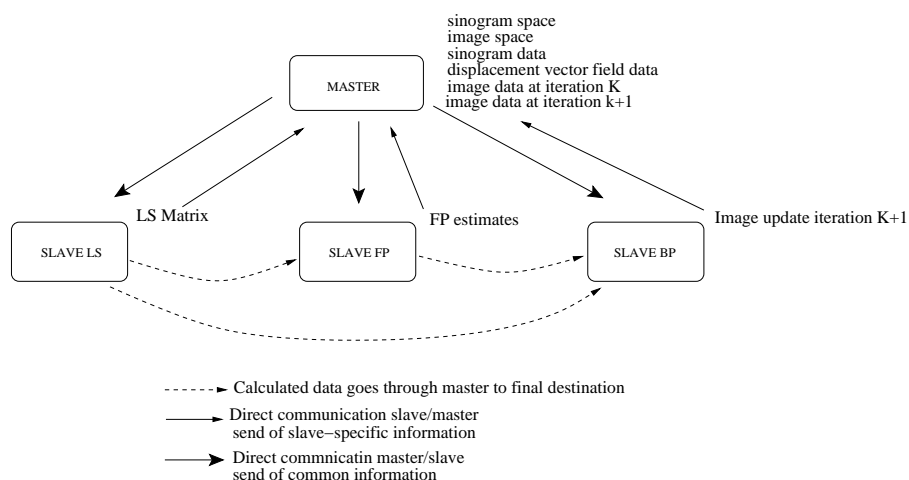 sinogram space
image space
sinogram data
displacement vector field data
image data at iteration K
image data at iteration k+1
MASTER
LS Matrix
FP estimates
Image update iteration K+1
SLAVE LS
SLAVE FP
SLAVE BP
Calculated data goes through master to final destination
Direct communication slave/master
send of slave−specific information
Direct commnicatin master/slave
send of common information